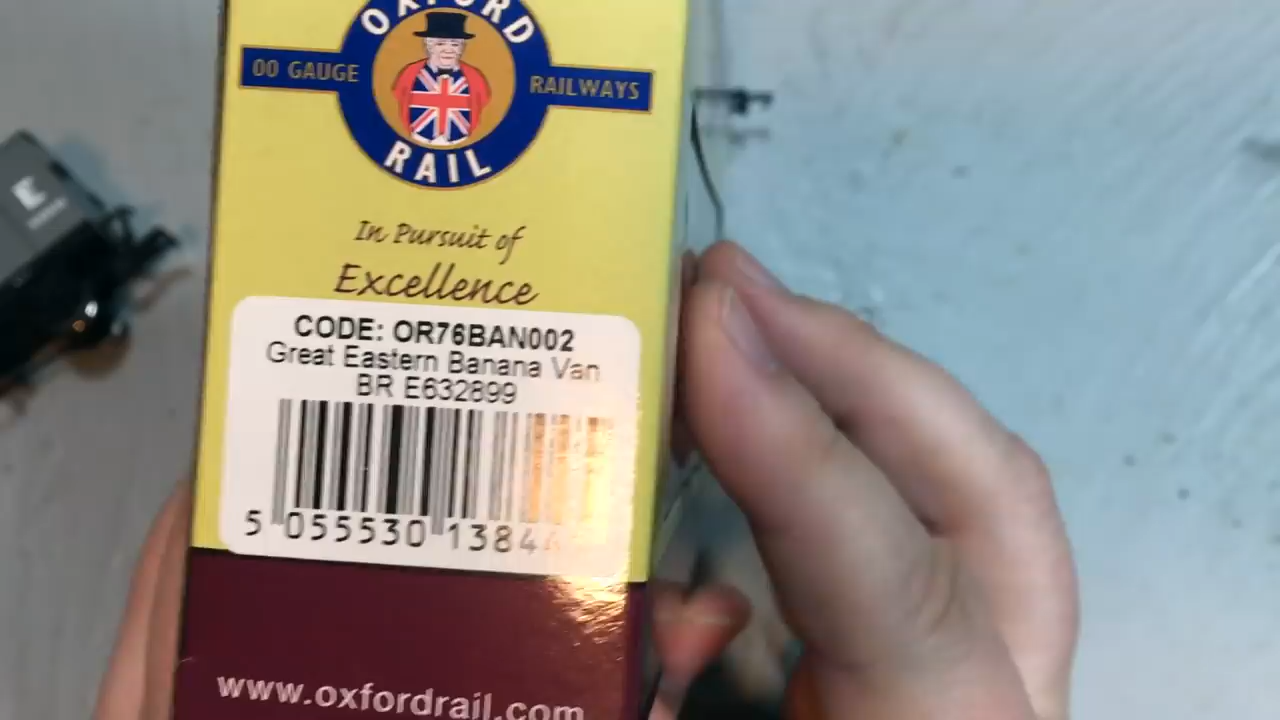 OXFORD
00 GAUGE RAILWAYS
RAIL
In Pursuit of
Excellence
CODE: OR76BAN002
Great Eastern Banana Van
BR E632899
5 055530 1384
www.oxfordrail.com